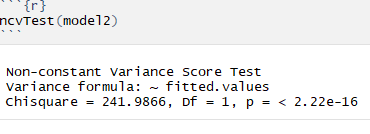 ```{r}
ncvTest(model2)
```
Non-constant Variance Score Test
Variance formula: ~ fitted.values
Chisquare = 241.9866, Df = 1, p = < 2.22e-16